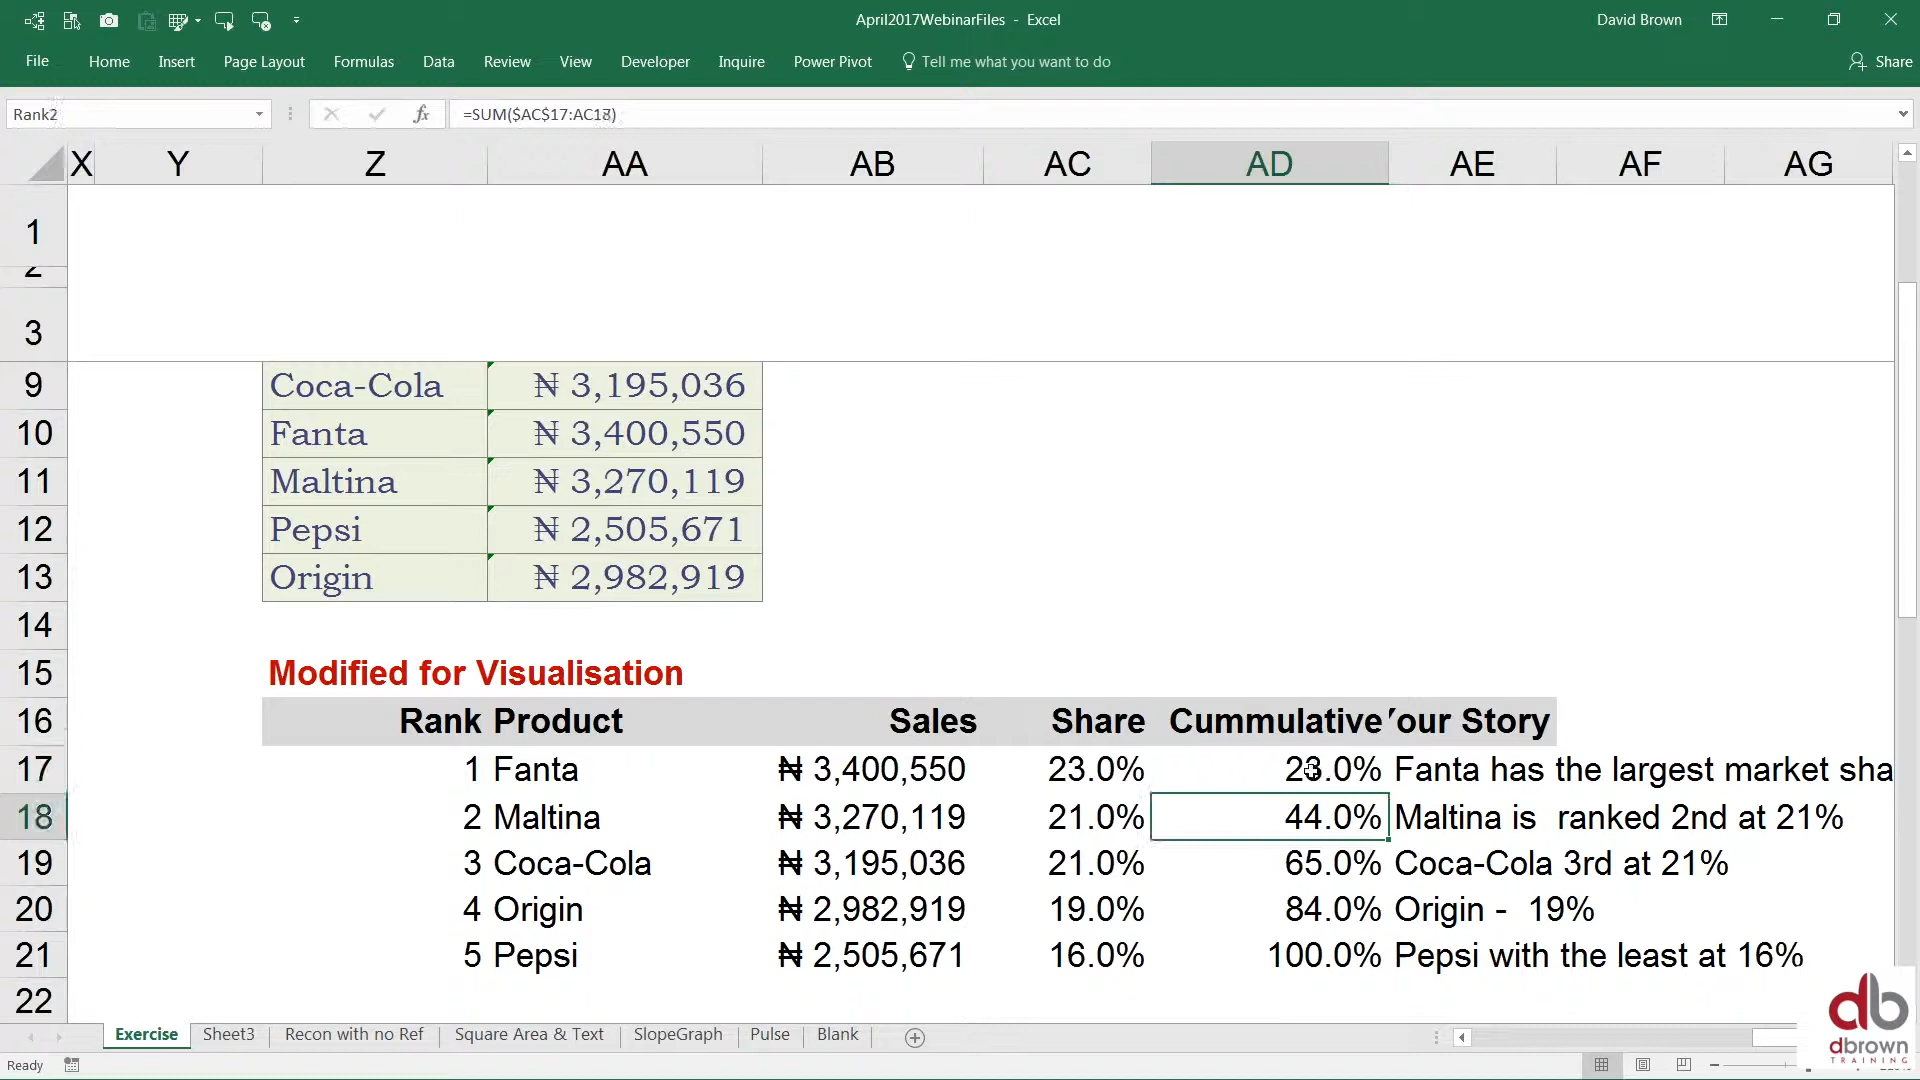 April2017WebinarFiles - Excel
David Brown
File Home Insert Page Layout Formulas Data Review View Developer Inquire Power Pivot Tell me what you want to do Share
Rank2 fx =SUM($AC$17:AC18)
X Y Z AA AB AC AD AE AF AG
1
2
3
9 Coca-Cola ₦ 3,195,036
10 Fanta ₦ 3,400,550
11 Maltina ₦ 3,270,119
12 Pepsi ₦ 2,505,671
13 Origin ₦ 2,982,919
14
15 Modified for Visualisation
16 Rank Product Sales Share Cummulative our Story
17 1 Fanta ₦ 3,400,550 23.0% 23.0% Fanta has the largest market sha
18 2 Maltina ₦ 3,270,119 21.0% 44.0% Maltina is ranked 2nd at 21%
19 3 Coca-Cola ₦ 3,195,036 21.0% 65.0% Coca-Cola 3rd at 21%
20 4 Origin ₦ 2,982,919 19.0% 84.0% Origin - 19%
21 5 Pepsi ₦ 2,505,671 16.0% 100.0% Pepsi with the least at 16%
22
Exercise Sheet3 Recon with no Ref Square Area & Text SlopeGraph Pulse Blank
Ready
db
dbrown
TRAINING